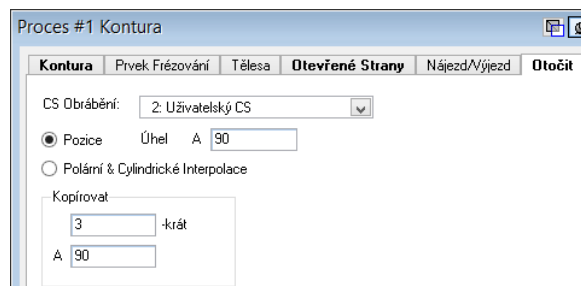 Proces #1 Kontura
Kontura Prvek Frézování Tělesa Otevřené Strany Nájezd/Výjezd Otočit
CS Obrábění: 2: Uživatelský CS
Pozice Úhel A 90
Polární & Cylindrické Interpolace
Kopírovat
3 -krát
A 90